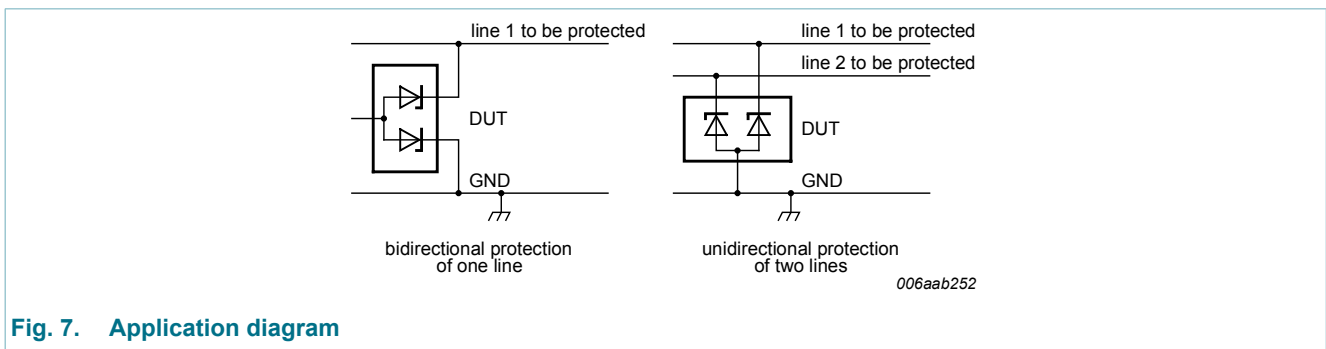 line 1 to be protected
DUT
GND
bidirectional protection
of one line
line 1 to be protected
line 2 to be protected
DUT
GND
unidirectional protection
of two lines
006aab252
Fig. 7. Application diagram